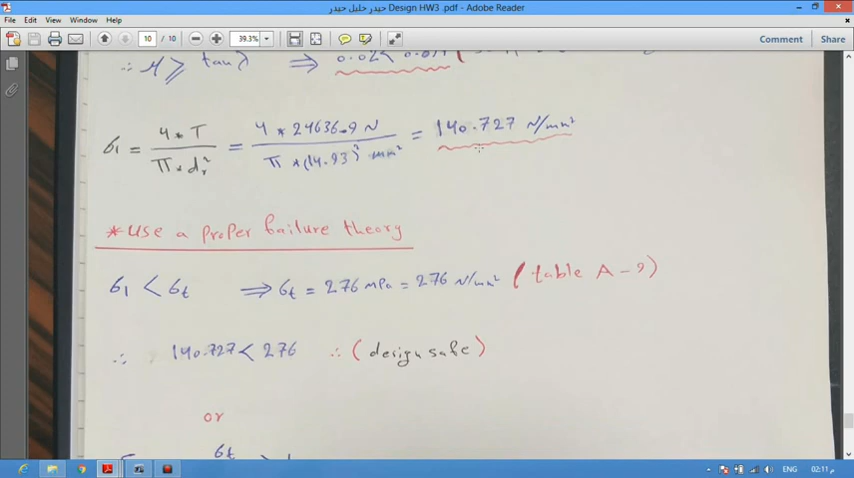 حيدر خليل حيدر Design HW3 .pdf - Adobe Reader
File Edit View Window Help
10 / 10 39.3% Comment Share
∴ M ≥ tan λ ⟹ 0.02 <
σ1 = 4*T / π*dr² = 4*24636.9 N / π*(14.93)² mm² = 140.727 N/mm²
*Use a proper failure theory
σ1 < σt ⟹ σt = 276 MPa = 276 N/mm² (table A-9)
∴ 140.727 < 276 ∴ (design safe)
or
σt
ENG 02:11 م